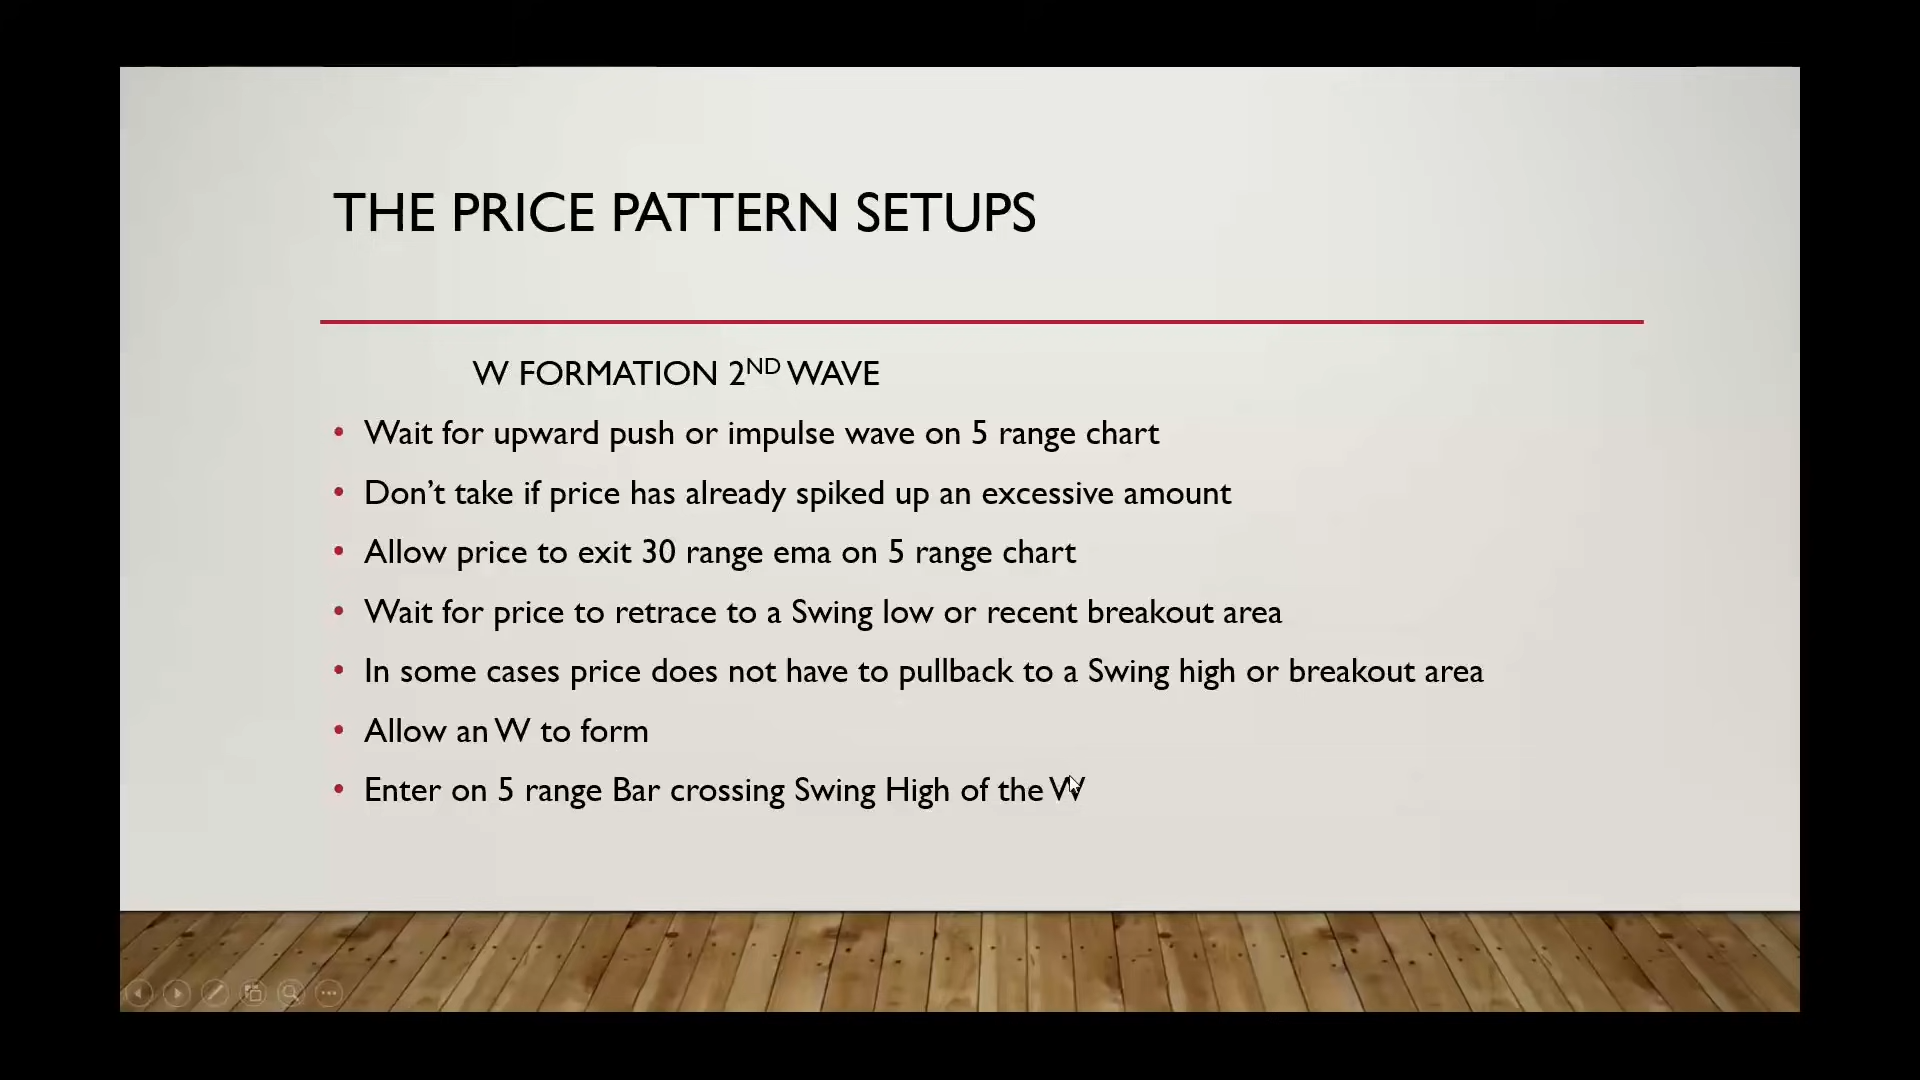 THE PRICE PATTERN SETUPS
W FORMATION 2ND WAVE
• Wait for upward push or impulse wave on 5 range chart
• Don’t take if price has already spiked up an excessive amount
• Allow price to exit 30 range ema on 5 range chart
• Wait for price to retrace to a Swing low or recent breakout area
• In some cases price does not have to pullback to a Swing high or breakout area
• Allow an W to form
• Enter on 5 range Bar crossing Swing High of the W